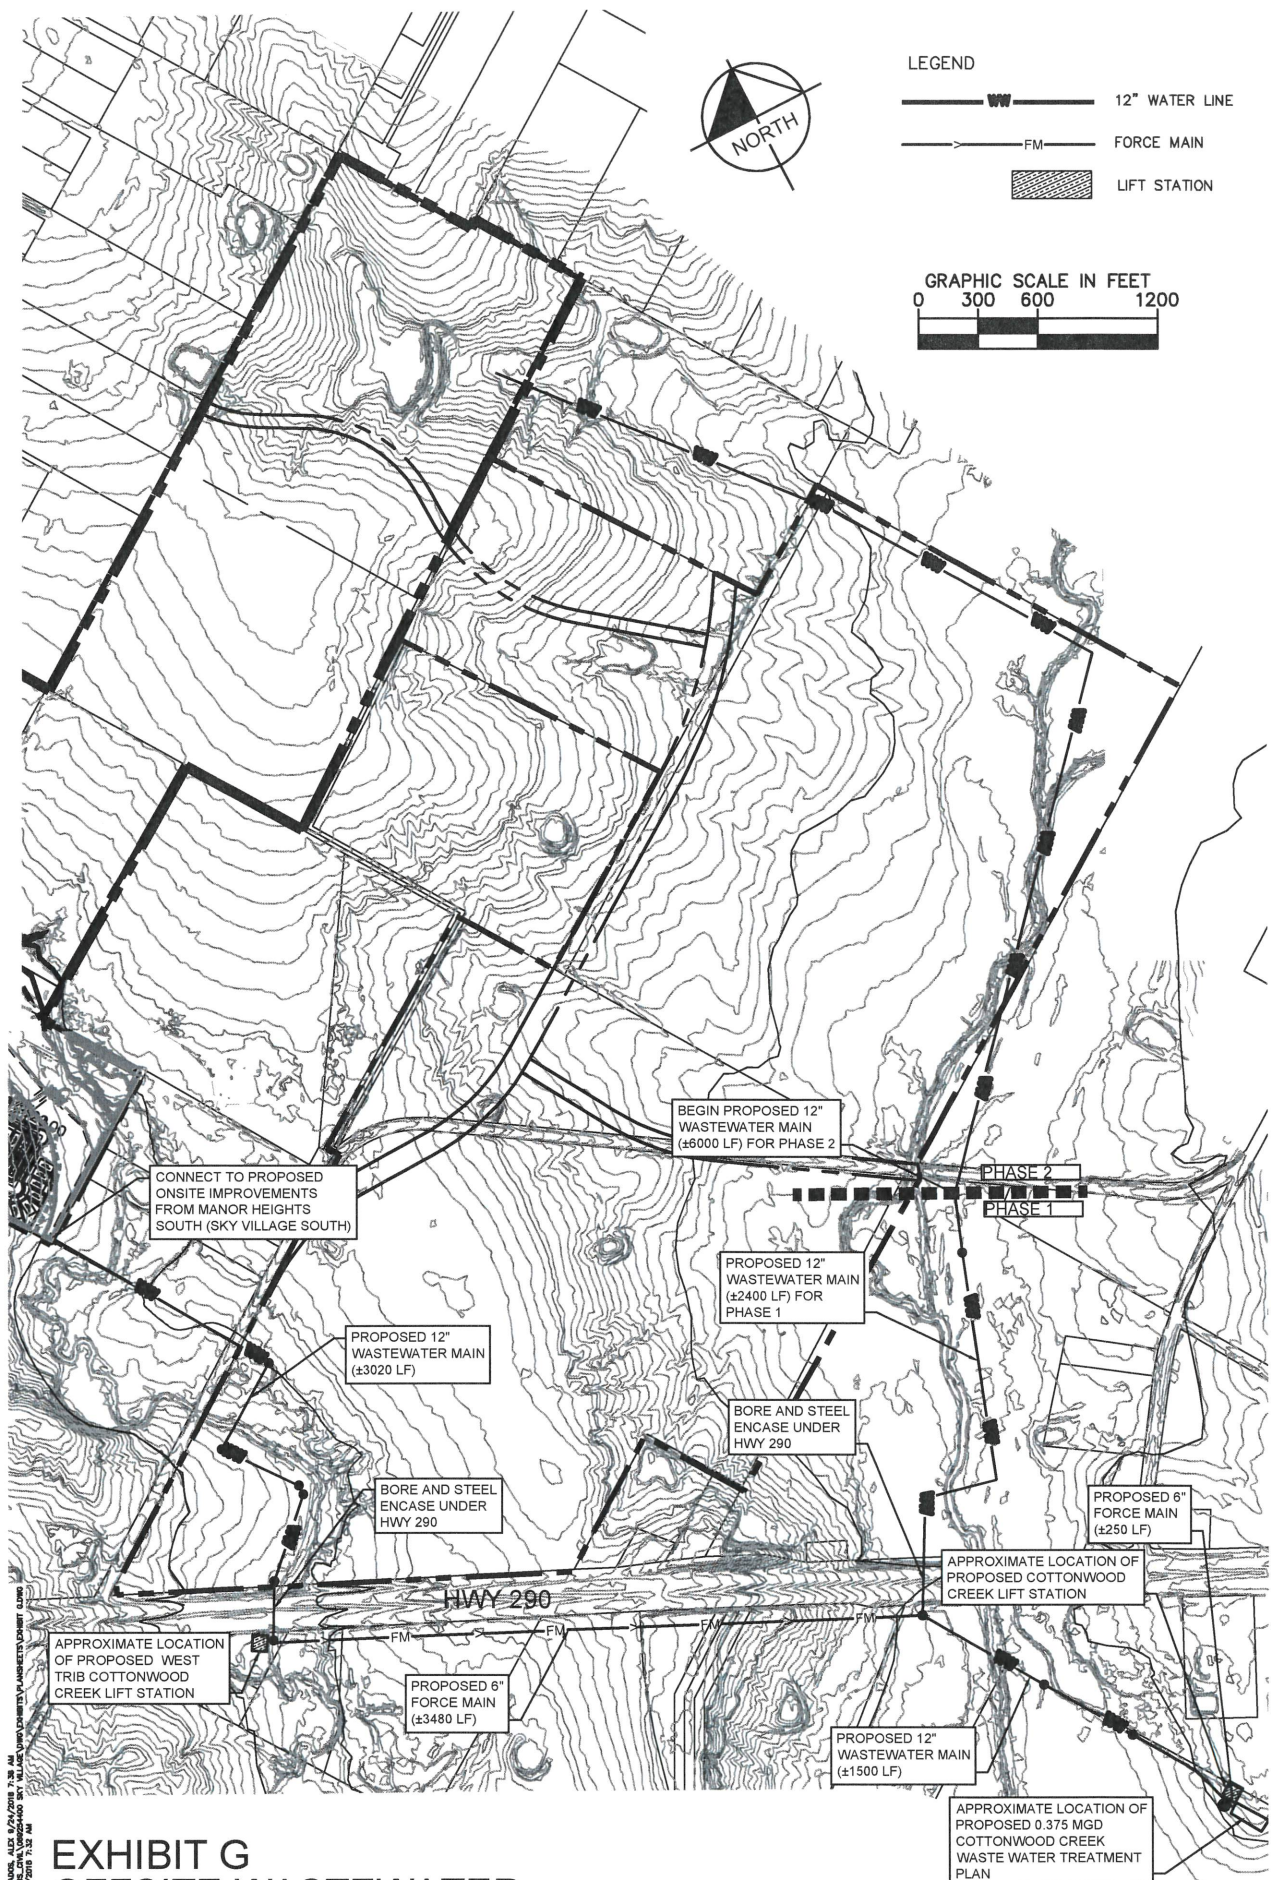 LEGEND
WW
12" WATER LINE
FM
FORCE MAIN
LIFT STATION
NORTH
GRAPHIC SCALE IN FEET
0 300 600 1200
BEGIN PROPOSED 12"
WASTEWATER MAIN
(±6000 LF) FOR PHASE 2
PHASE 2
PHASE 1
CONNECT TO PROPOSED
ONSITE IMPROVEMENTS
FROM MANOR HEIGHTS
SOUTH (SKY VILLAGE SOUTH)
PROPOSED 12"
WASTEWATER MAIN
(±2400 LF) FOR
PHASE 1
PROPOSED 12"
WASTEWATER MAIN
(±3020 LF)
BORE AND STEEL
ENCASE UNDER
HWY 290
BORE AND STEEL
ENCASE UNDER
HWY 290
PROPOSED 6"
FORCE MAIN
(±250 LF)
APPROXIMATE LOCATION OF
PROPOSED COTTONWOOD
CREEK LIFT STATION
HWY 290
FM FM FM FM
APPROXIMATE LOCATION
OF PROPOSED WEST
TRIB COTTONWOOD
CREEK LIFT STATION
PROPOSED 6"
FORCE MAIN
(±3480 LF)
PROPOSED 12"
WASTEWATER MAIN
(±1500 LF)
APPROXIMATE LOCATION OF
PROPOSED 0.375 MGD
COTTONWOOD CREEK
WASTE WATER TREATMENT
PLAN
EXHIBIT G
OFFSITE WASTEWATER